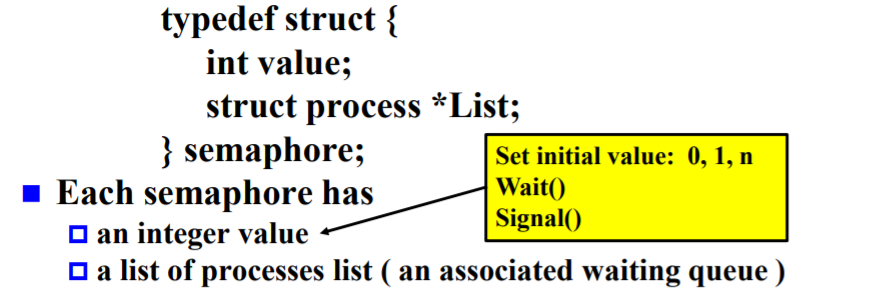 typedef struct {
int value;
struct process *List;
} semaphore;
Set initial value: 0, 1, n
Wait()
Signal()
Each semaphore has
an integer value
a list of processes list ( an associated waiting queue )